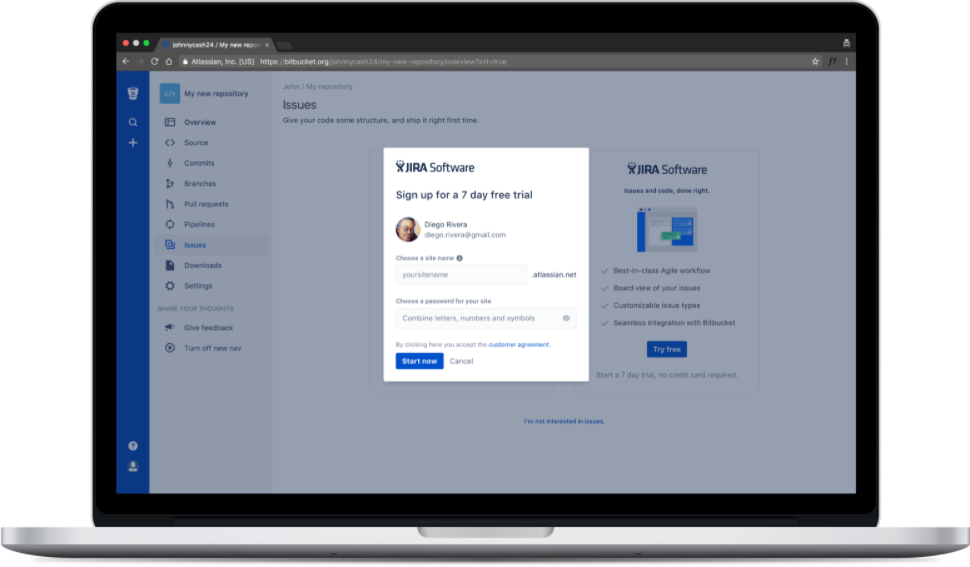 johnnycash24 / My new repos
Atlassian, Inc. [US]
https://bitbucket.org/johnnycash24/my-new-repository/overview?init=true
f?
My new repository
Overview
Source
Commits
Branches
Pull requests
Pipelines
Issues
Downloads
Settings
SHARE YOUR THOUGHTS
Give feedback
Turn off new nav
John / My repository
Issues
Give your code some structure, and ship it right first time.
JIRA Software
Sign up for a 7 day free trial
Diego Rivera
diego.rivera@gmail.com
Choose a site name
yoursitename
.atlassian.net
Choose a password for your site
Combine letters, numbers and symbols
By clicking here you accept the customer agreement.
Start now
Cancel
JIRA Software
Issues and code, done right.
Best-in-class Agile workflow
Board view of your issues
Customizable issue types
Seamless integration with Bitbucket
Try free
Start a 7 day trial, no credit card required.
I'm not interested in issues.